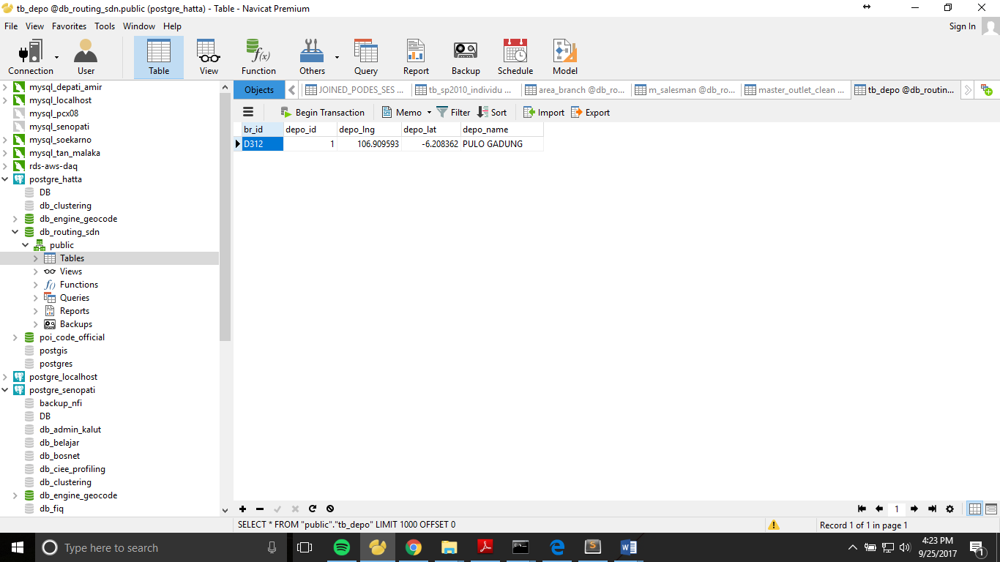 tb_depo @db_routing_sdn.public (postgre_hatta) - Table - Navicat Premium
File View Favorites Tools Window Help
Sign In
Connection
User
Table
View
f(x)
Function
Others
Query
Report
Backup
Schedule
Model
mysql_depati_amir
mysql_localhost
mysql_pcx08
mysql_senopati
mysql_soekarno
mysql_tan_malaka
rds-aws-daq
postgre_hatta
DB
db_clustering
db_engine_geocode
db_routing_sdn
public
Tables
Views
f() Functions
Queries
Reports
Backups
poi_code_official
postgis
postgres
postgre_localhost
postgre_senopati
backup_nfi
DB
db_admin_kalut
db_belajar
db_bosnet
db_ciee_profiling
db_clustering
db_engine_geocode
db_fiq
Objects
JOINED_PODES_SES ...
tb_sp2010_individu ...
area_branch @db_ro...
m_salesman @db_ro...
master_outlet_clean ...
tb_depo @db_routin...
Begin Transaction
Memo
Filter
Sort
Import
Export
br_id depo_id depo_lng depo_lat depo_name
D312 1 106.909593 -6.208362 PULO GADUNG
1
SELECT * FROM "public"."tb_depo" LIMIT 1000 OFFSET 0
Record 1 of 1 in page 1
Type here to search
4:23 PM
9/25/2017
1